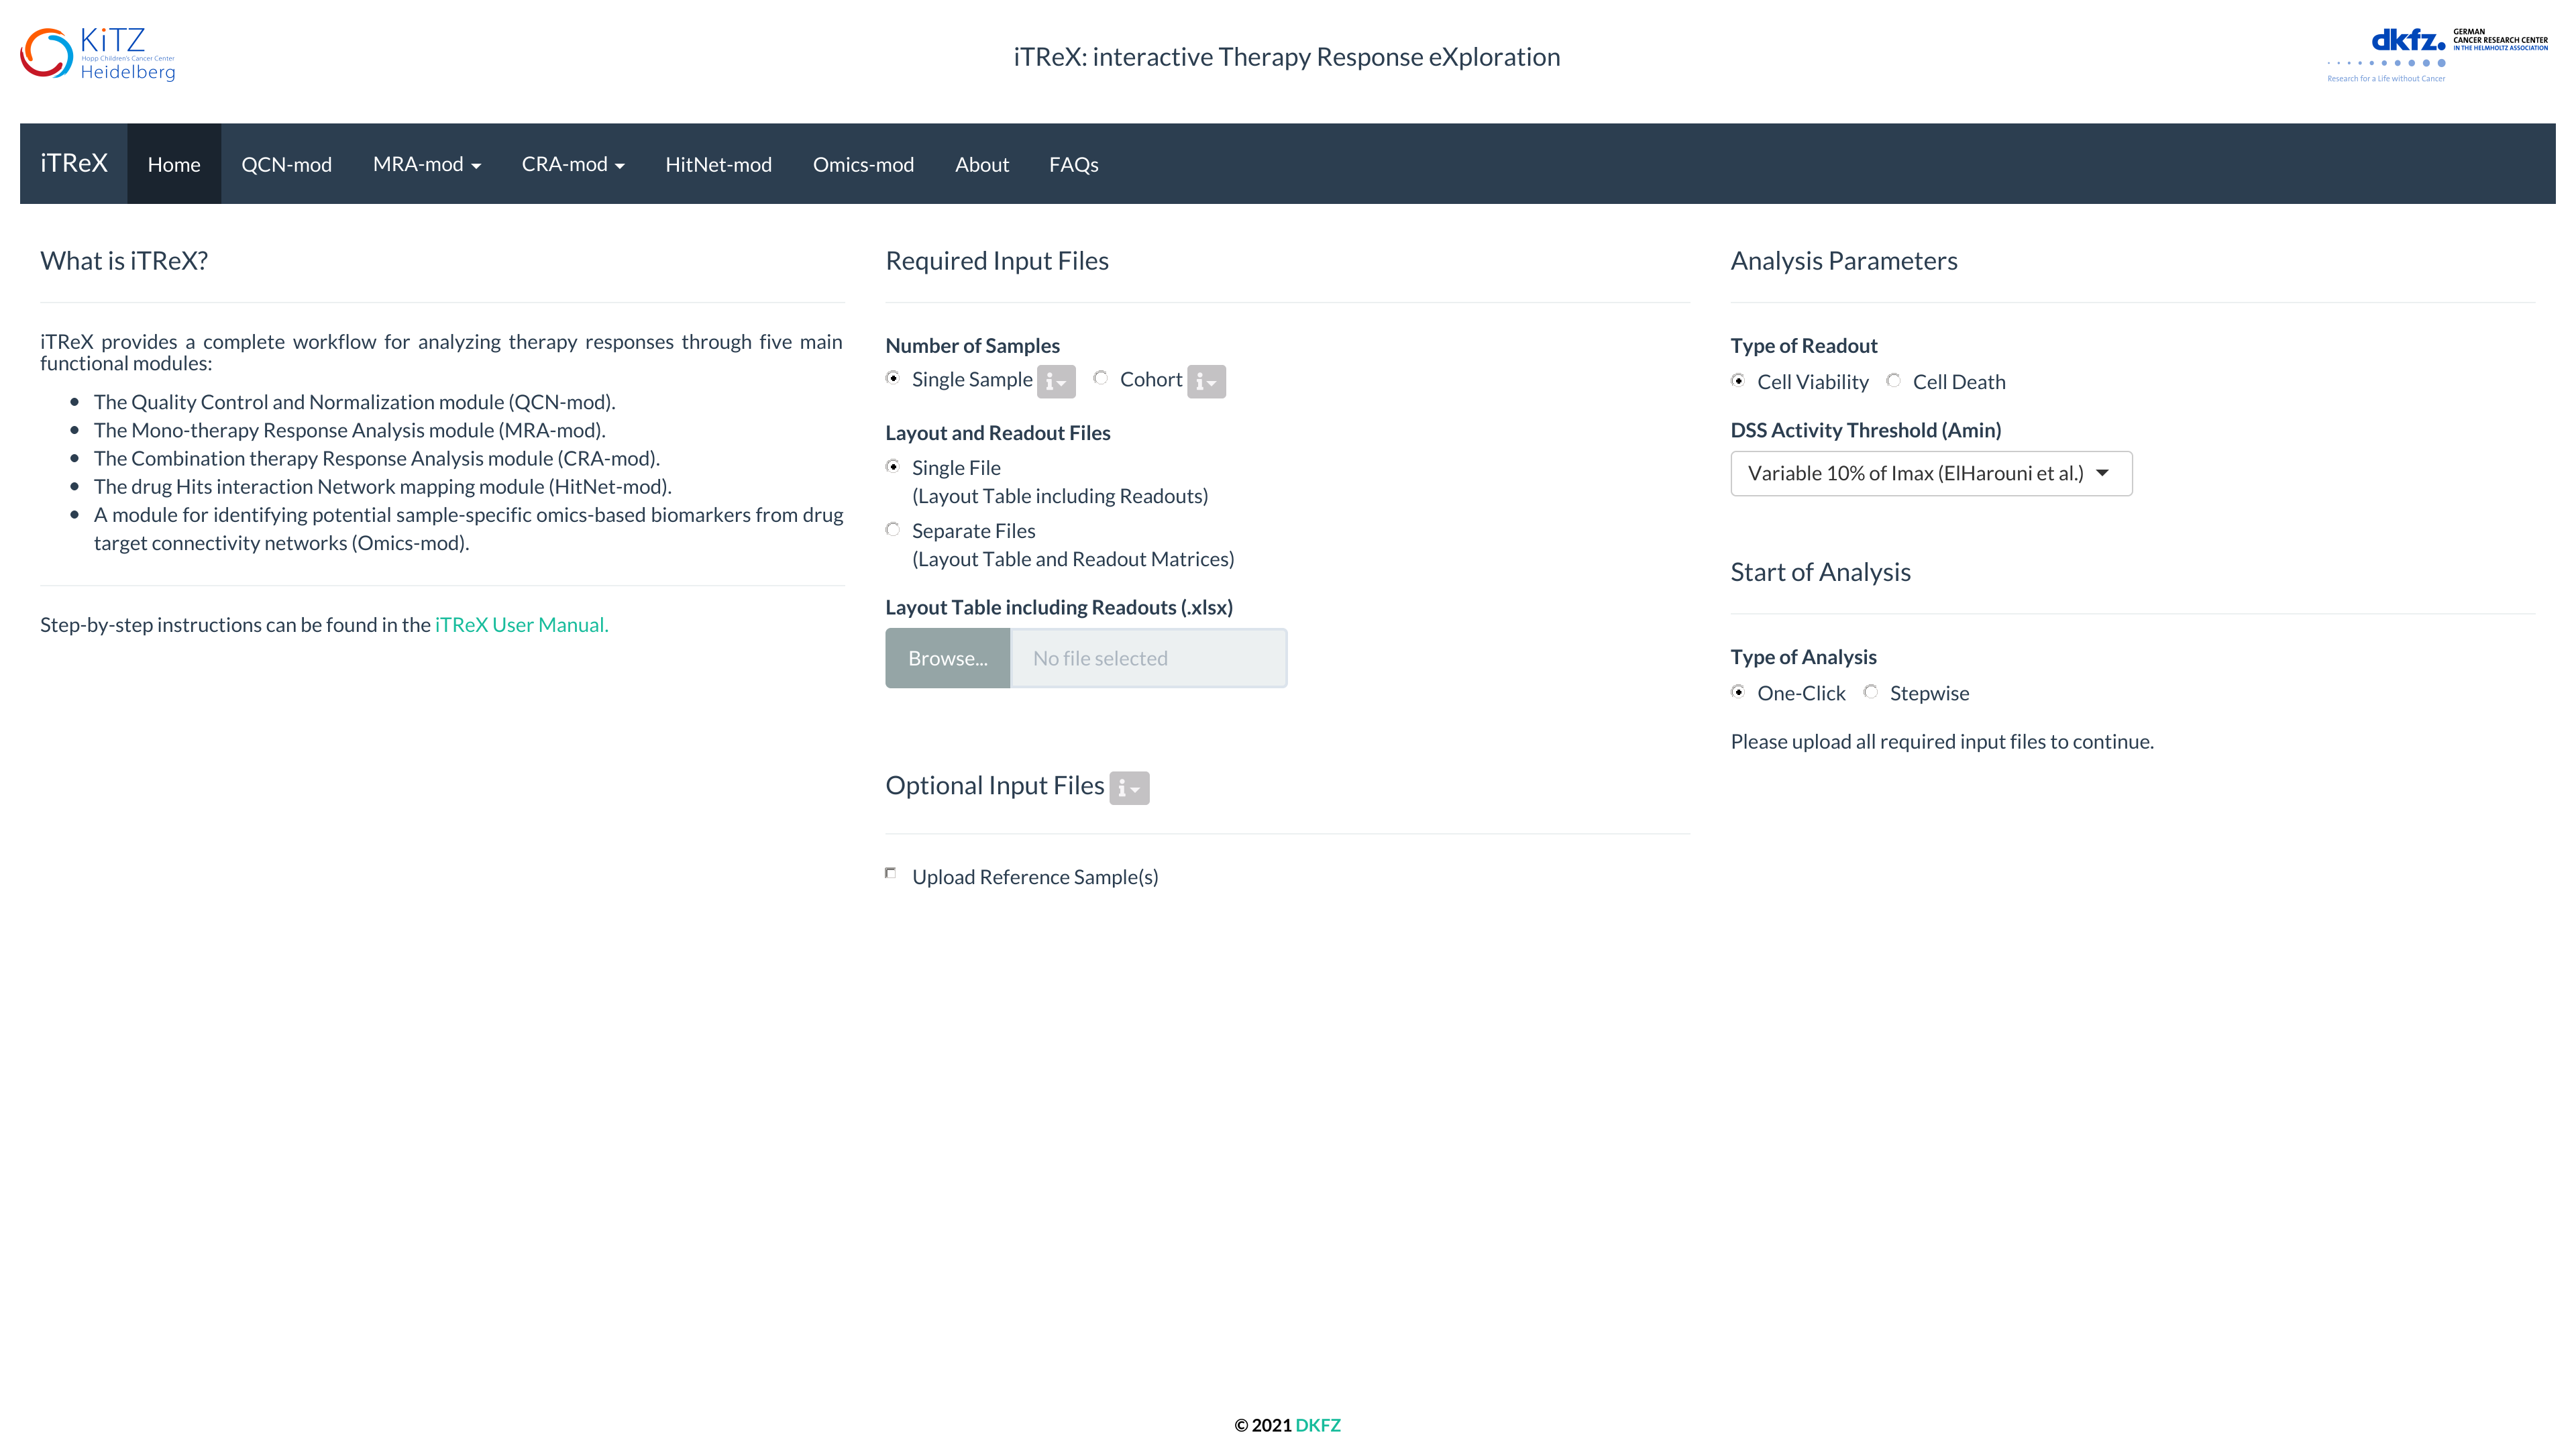 KiTZ
Hopp Children's Cancer Center
Heidelberg
iTReX: interactive Therapy Response eXploration
dkfz.
GERMAN
CANCER RESEARCH CENTER
IN THE HELMHOLTZ ASSOCIATION
Research for a Life without Cancer
iTReX Home QCN-mod MRA-mod CRA-mod HitNet-mod Omics-mod About FAQs
What is iTReX?
iTReX provides a complete workflow for analyzing therapy responses through five main
functional modules:
• The Quality Control and Normalization module (QCN-mod).
• The Mono-therapy Response Analysis module (MRA-mod).
• The Combination therapy Response Analysis module (CRA-mod).
• The drug Hits interaction Network mapping module (HitNet-mod).
• A module for identifying potential sample-specific omics-based biomarkers from drug
target connectivity networks (Omics-mod).
Step-by-step instructions can be found in the iTReX User Manual.
Required Input Files
Number of Samples
Single Sample i Cohort i
Layout and Readout Files
Single File
(Layout Table including Readouts)
Separate Files
(Layout Table and Readout Matrices)
Layout Table including Readouts (.xlsx)
Browse... No file selected
Optional Input Files i
Upload Reference Sample(s)
Analysis Parameters
Type of Readout
Cell Viability Cell Death
DSS Activity Threshold (Amin)
Variable 10% of Imax (ElHarouni et al.)
Start of Analysis
Type of Analysis
One-Click Stepwise
Please upload all required input files to continue.
© 2021 DKFZ